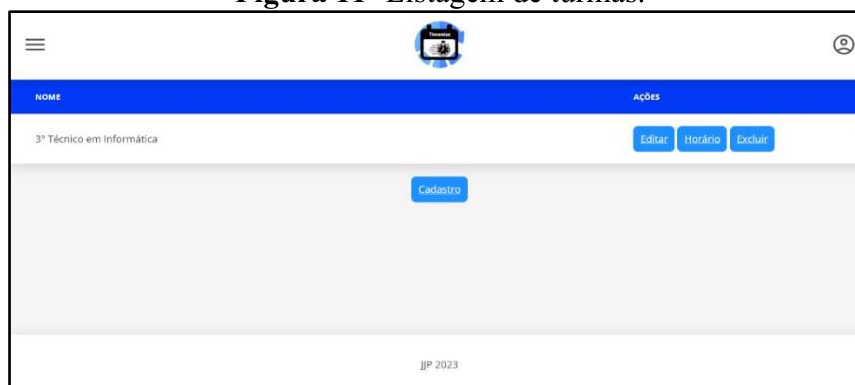 Figura 11- Listagem de turmas.
NOME AÇÕES
3º Técnico em Informática Editar Horário Excluir
Cadastro
JJP 2023